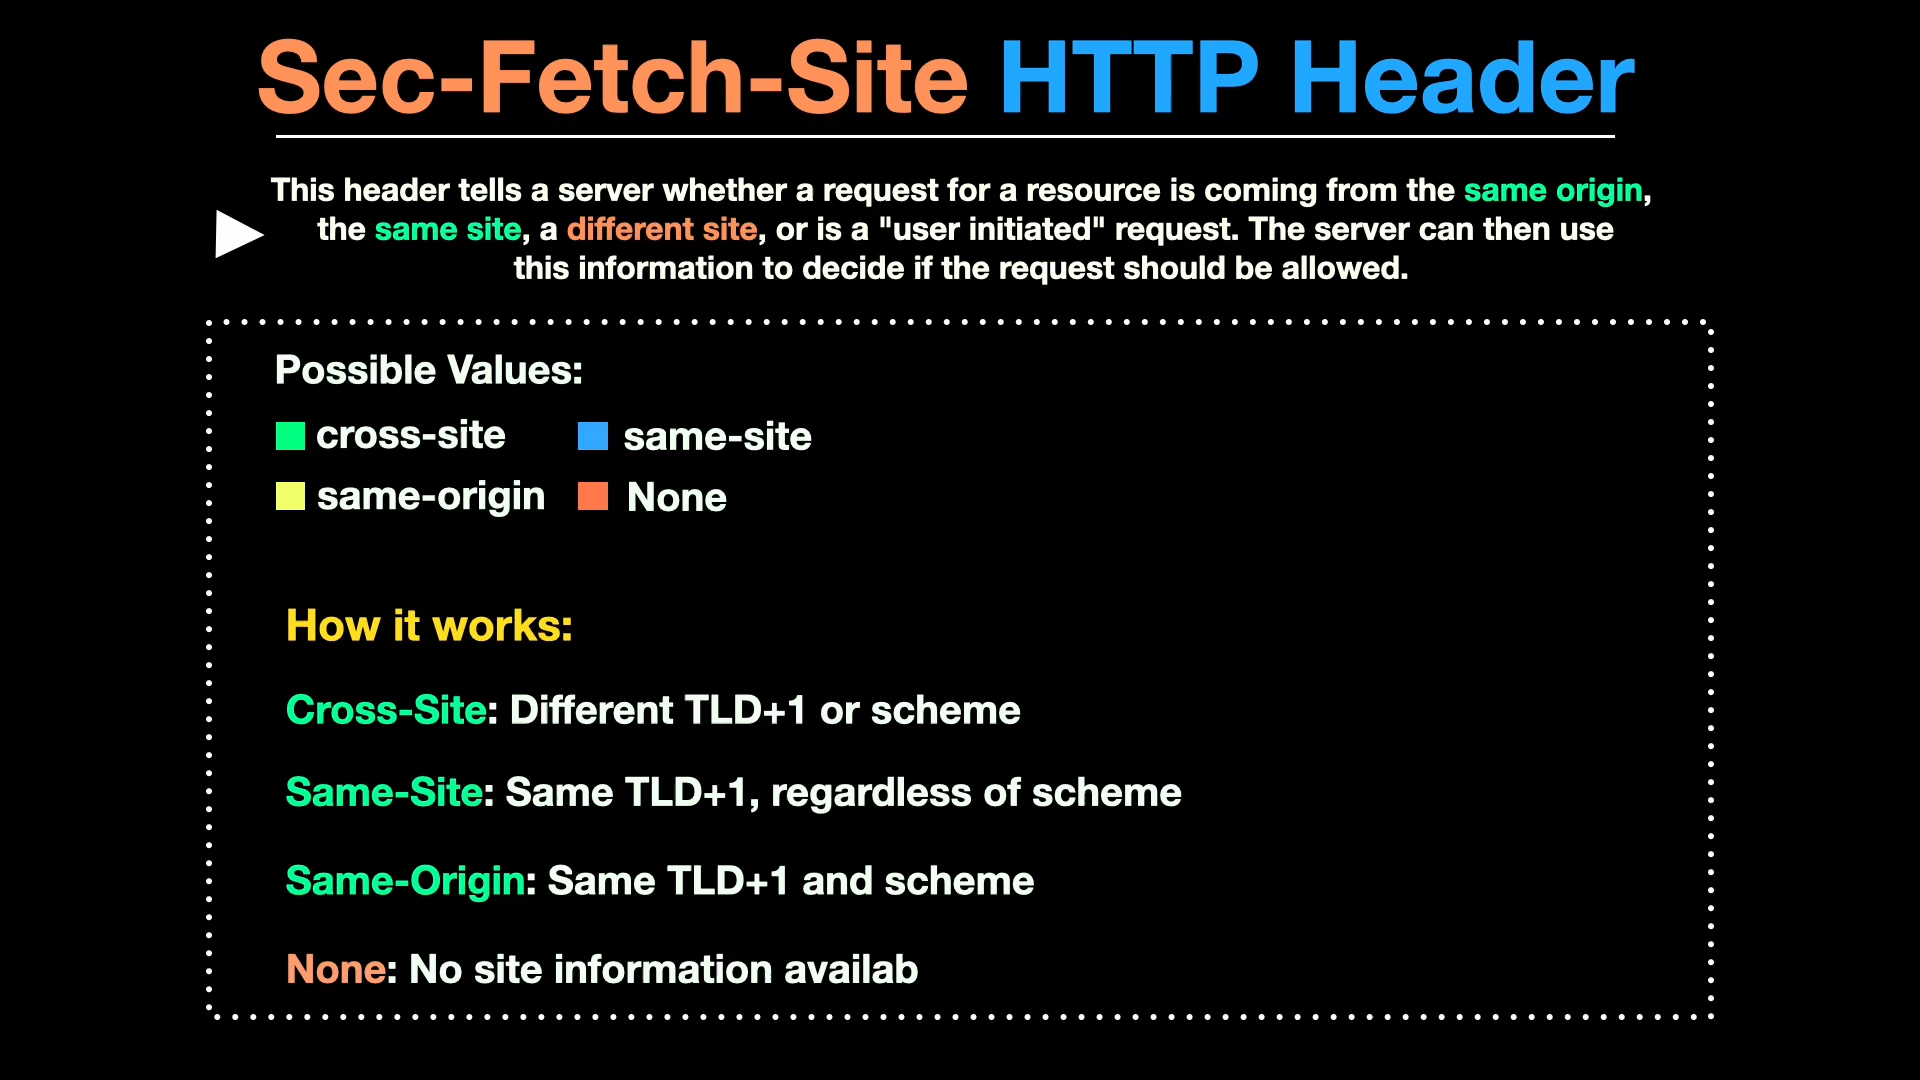 Sec-Fetch-Site HTTP Header
This header tells a server whether a request for a resource is coming from the same origin,
the same site, a different site, or is a "user initiated" request. The server can then use
this information to decide if the request should be allowed.
Possible Values:
cross-site same-site
same-origin None
How it works:
Cross-Site: Different TLD+1 or scheme
Same-Site: Same TLD+1, regardless of scheme
Same-Origin: Same TLD+1 and scheme
None: No site information availab